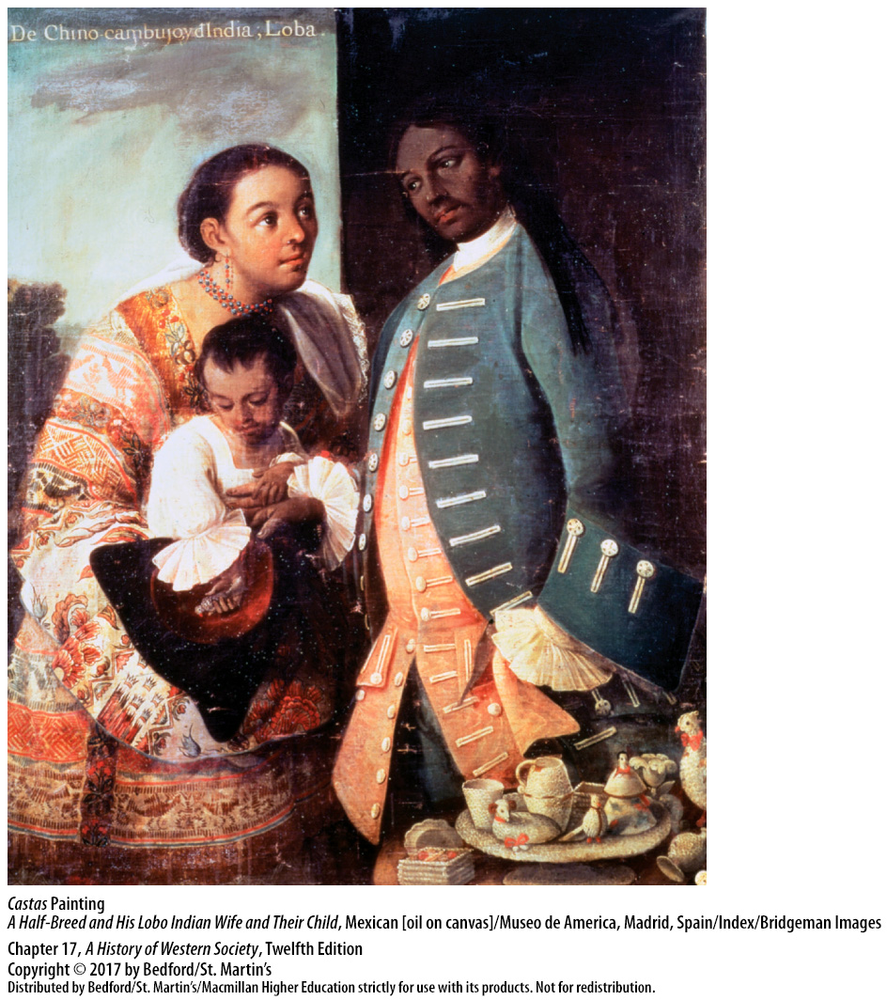 De Chino cambujo,y dIndia ; Loba .
Castas Painting
A Half-Breed and His Lobo Indian Wife and Their Child, Mexican [oil on canvas]/Museo de America, Madrid, Spain/Index/Bridgeman Images
Chapter 17, A History of Western Society, Twelfth Edition
Copyright © 2017 by Bedford/St. Martin’s
Distributed by Bedford/St. Martin’s/Macmillan Higher Education strictly for use with its products. Not for redistribution.